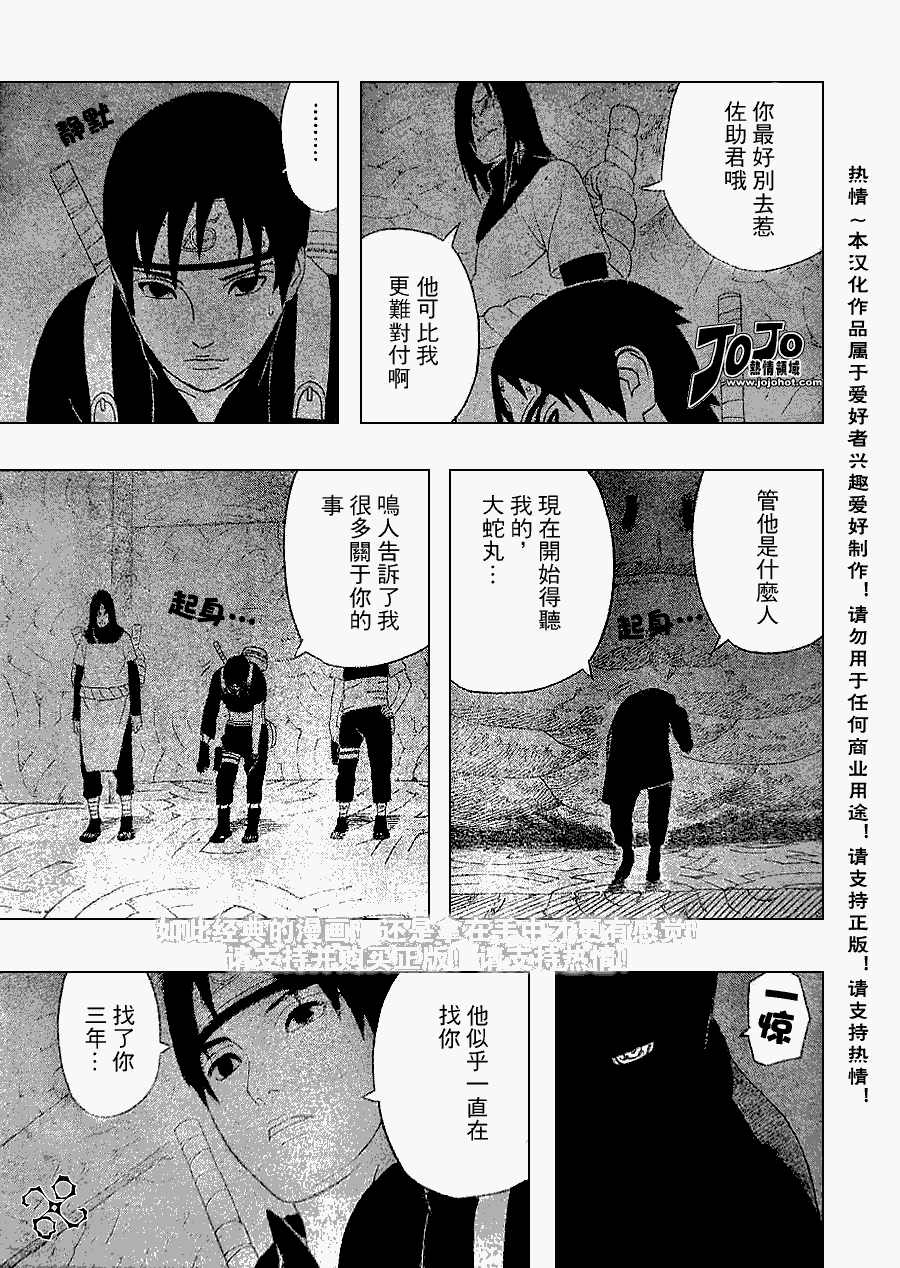 你最好別去惹
佐助君哦
他可比我
更難對付啊
JOJO
熱情領域
www.jojohot.com
………
静默
管他是什麼人
現在開始得聽
我的，
大蛇丸…
起身…
鳴人告訴了我
很多關于你的
事
起身…
如此经典的漫画
还是拿在手中才更有感觉
请支持并购买正版！请支持热情！
一惊
他似乎一直在
找你
找了你
三年…
热情～本汉化作品属于爱好者兴趣爱好制作！请勿用于任何商业用途！请支持正版！请支持热情！